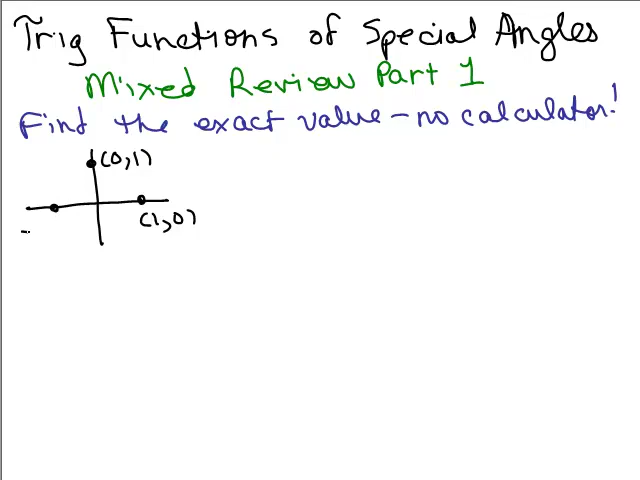 Trig Functions of Special Angles
Mixed Review Part 1
Find the exact value - no calculator!
(0,1)
(1,0)